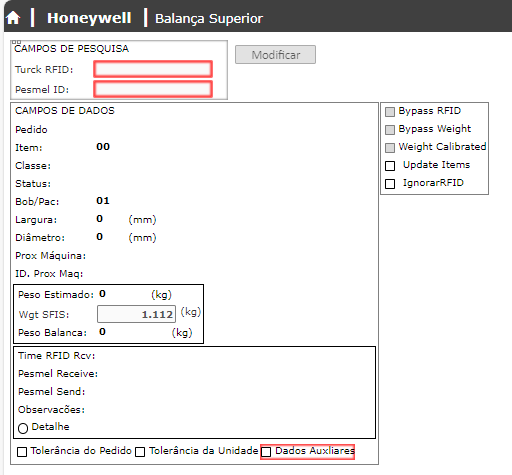 Honeywell Balança Superior
CAMPOS DE PESQUISA
Modificar
Turck RFID:
Pesmel ID:
CAMPOS DE DADOS
Pedido
Item: 00
Classe:
Status:
Bob/Pac: 01
Largura: 0 (mm)
Diâmetro: 0 (mm)
Prox Máquina:
ID. Prox Maq:
Peso Estimado: 0 (kg)
Wgt SFIS: 1.112 (kg)
Peso Balanca: 0 (kg)
Time RFID Rcv:
Pesmel Receive:
Pesmel Send:
Observacões:
Detalhe
Tolerância do Pedido Tolerância da Unidade Dados Auxliares
Bypass RFID
Bypass Weight
Weight Calibrated
Update Items
IgnorarRFID